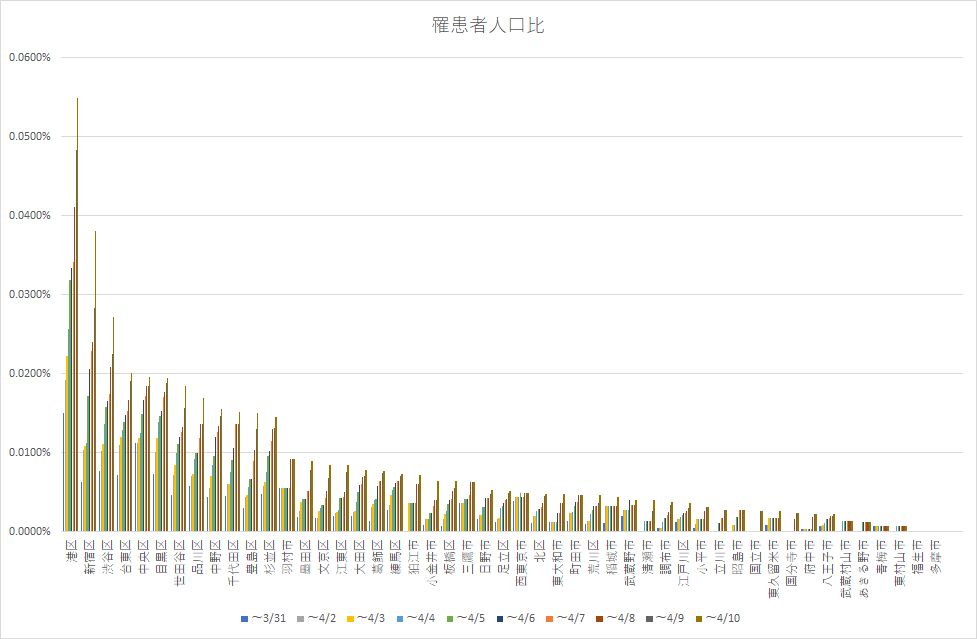 罹患者人口比
0.0600%
0.0500%
0.0400%
0.0300%
0.0200%
0.0100%
0.0000%
港区
新宿区
渋谷区
台東区
中央区
目黒区
世田谷区
品川区
中野区
千代田区
豊島区
杉並区
羽村市
墨田区
文京区
江東区
大田区
葛飾区
練馬区
狛江市
小金井市
板橋区
三鷹市
日野市
足立区
西東京市
北区
東大和市
町田市
荒川区
稲城市
武蔵野市
清瀬市
調布市
江戸川区
小平市
立川市
昭島市
国立市
東久留米市
国分寺市
府中市
八王子市
武蔵村山市
あきる野市
青梅市
東村山市
福生市
多摩市
～3/31 ～4/2 ～4/3 ～4/4 ～4/5 ～4/6 ～4/7 ～4/8 ～4/9 ～4/10